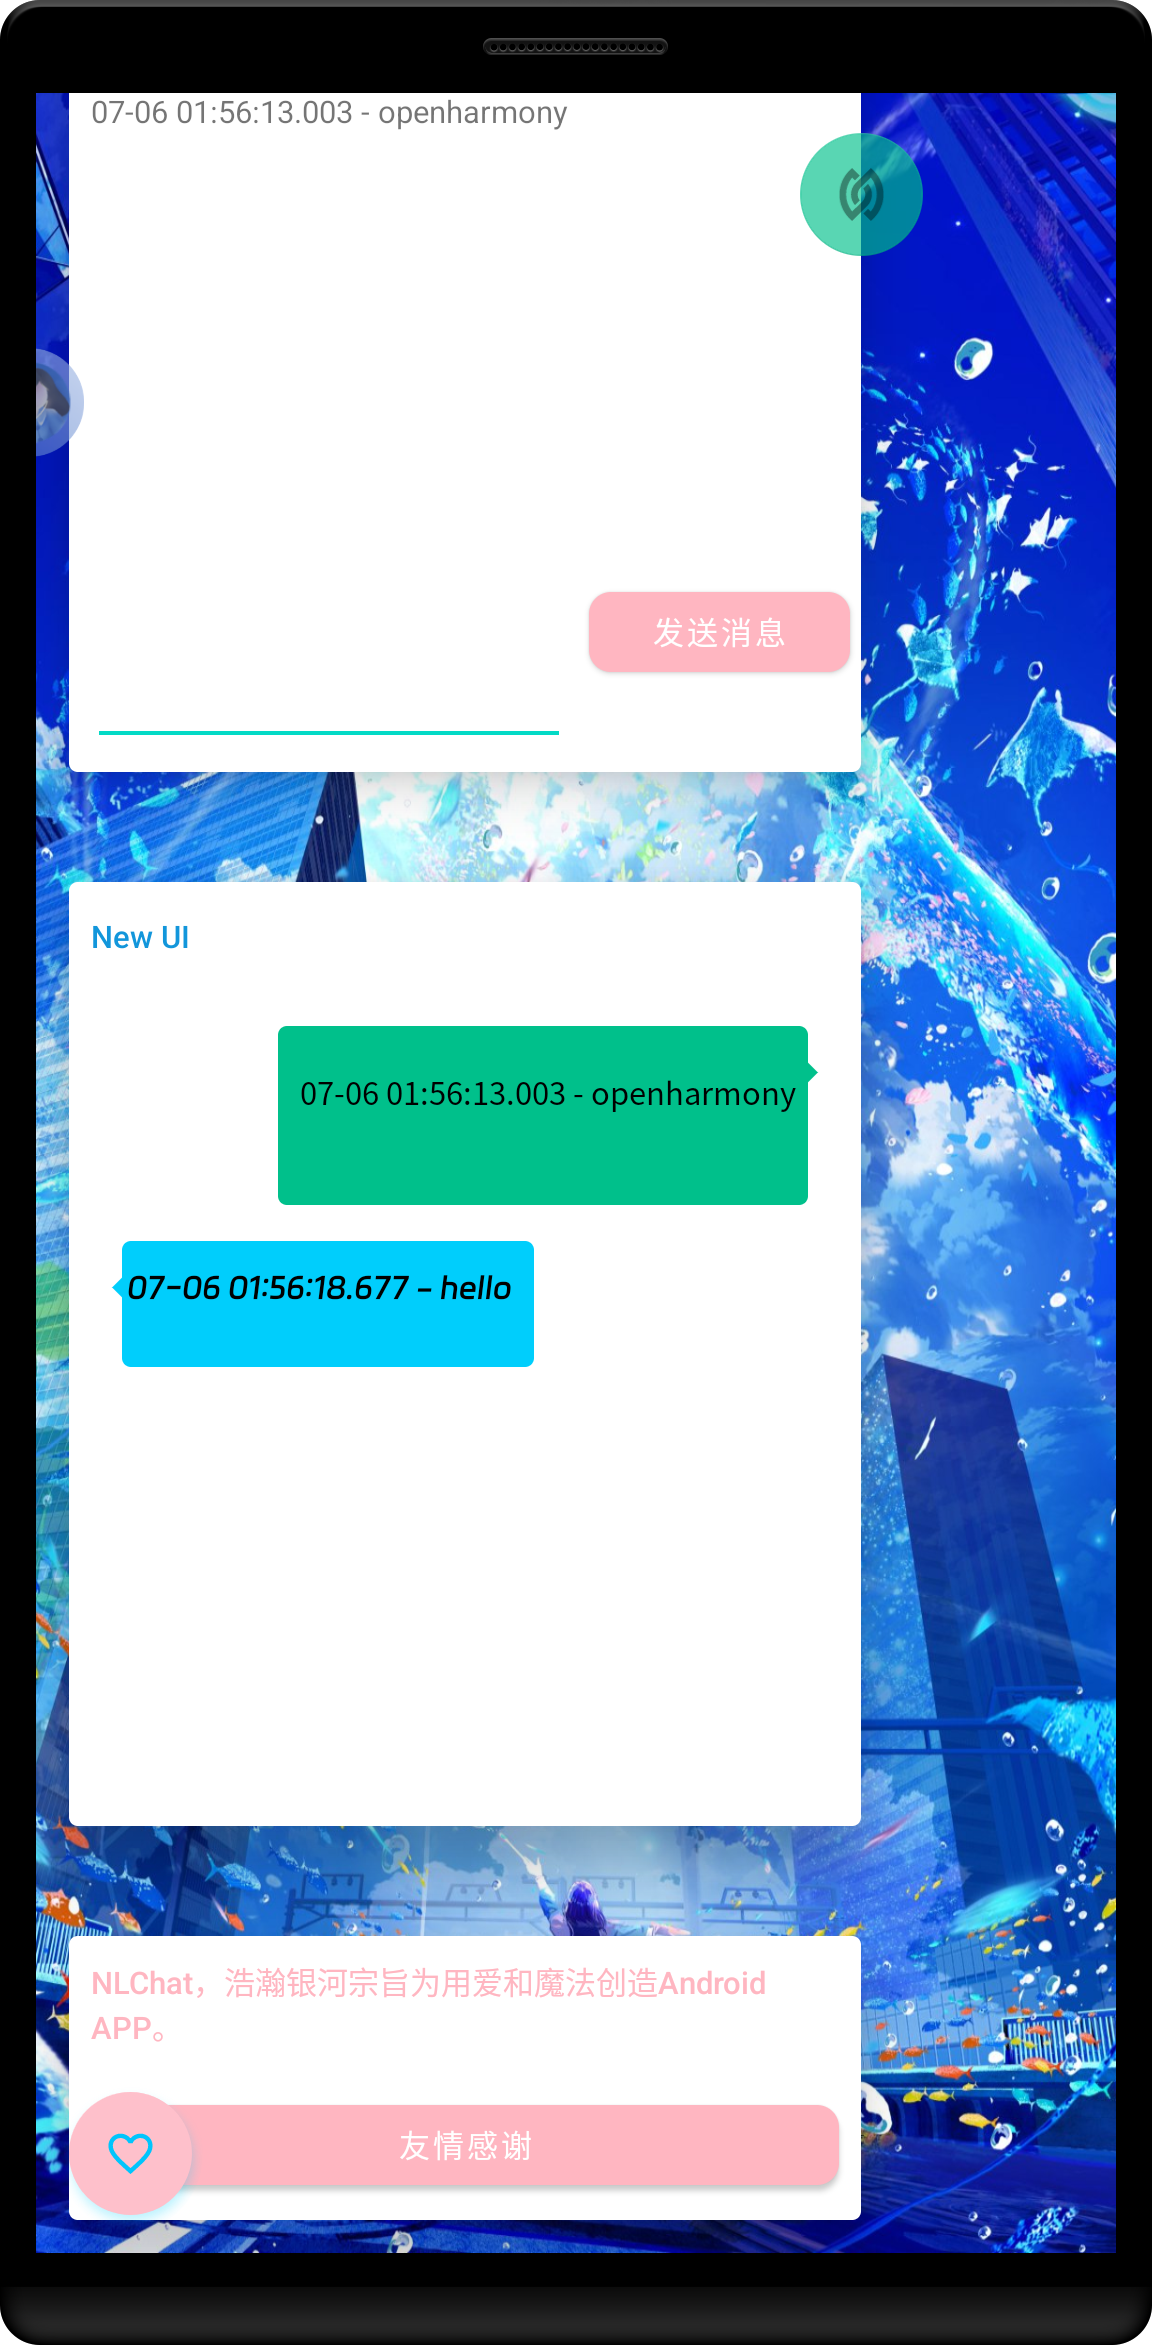 07-06 01:56:13.003 - openharmony
发送消息
New UI
07-06 01:56:13.003 - openharmony
07-06 01:56:18.677 - hello
NLChat，浩瀚银河宗旨为用爱和魔法创造Android
APP。
友情感谢